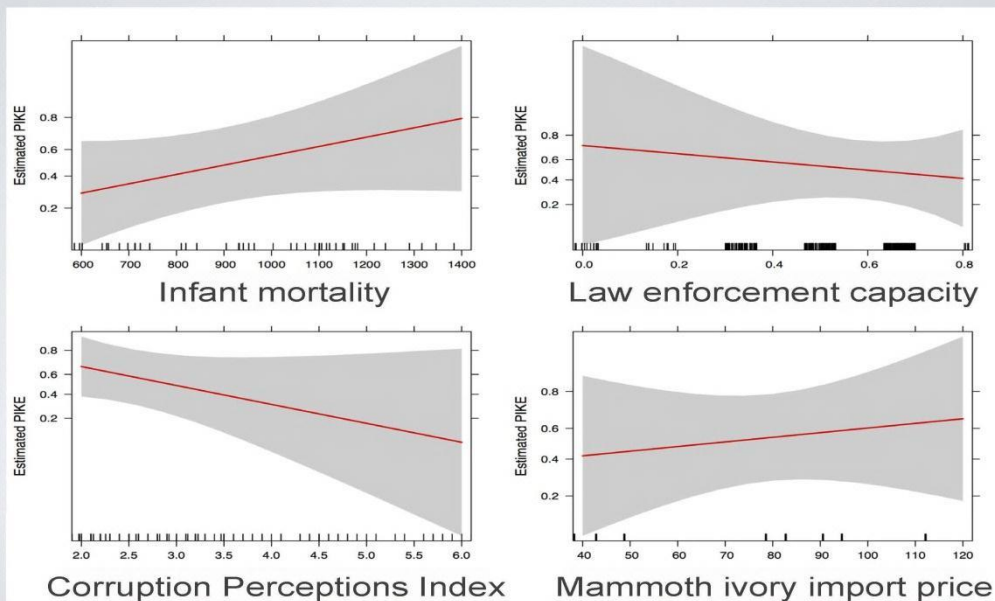 Estimated PIKE
0.8
0.6
0.4
0.2
600 700 800 900 1000 1100 1200 1300 1400
Infant mortality
Estimated PIKE
0.8
0.6
0.4
0.2
0.0 0.2 0.4 0.6 0.8
Law enforcement capacity
Estimated PIKE
0.8
0.6
0.4
0.2
2.0 2.5 3.0 3.5 4.0 4.5 5.0 5.5 6.0
Corruption Perceptions Index
Estimated PIKE
0.8
0.6
0.4
0.2
40 50 60 70 80 90 100 110 120
Mammoth ivory import price